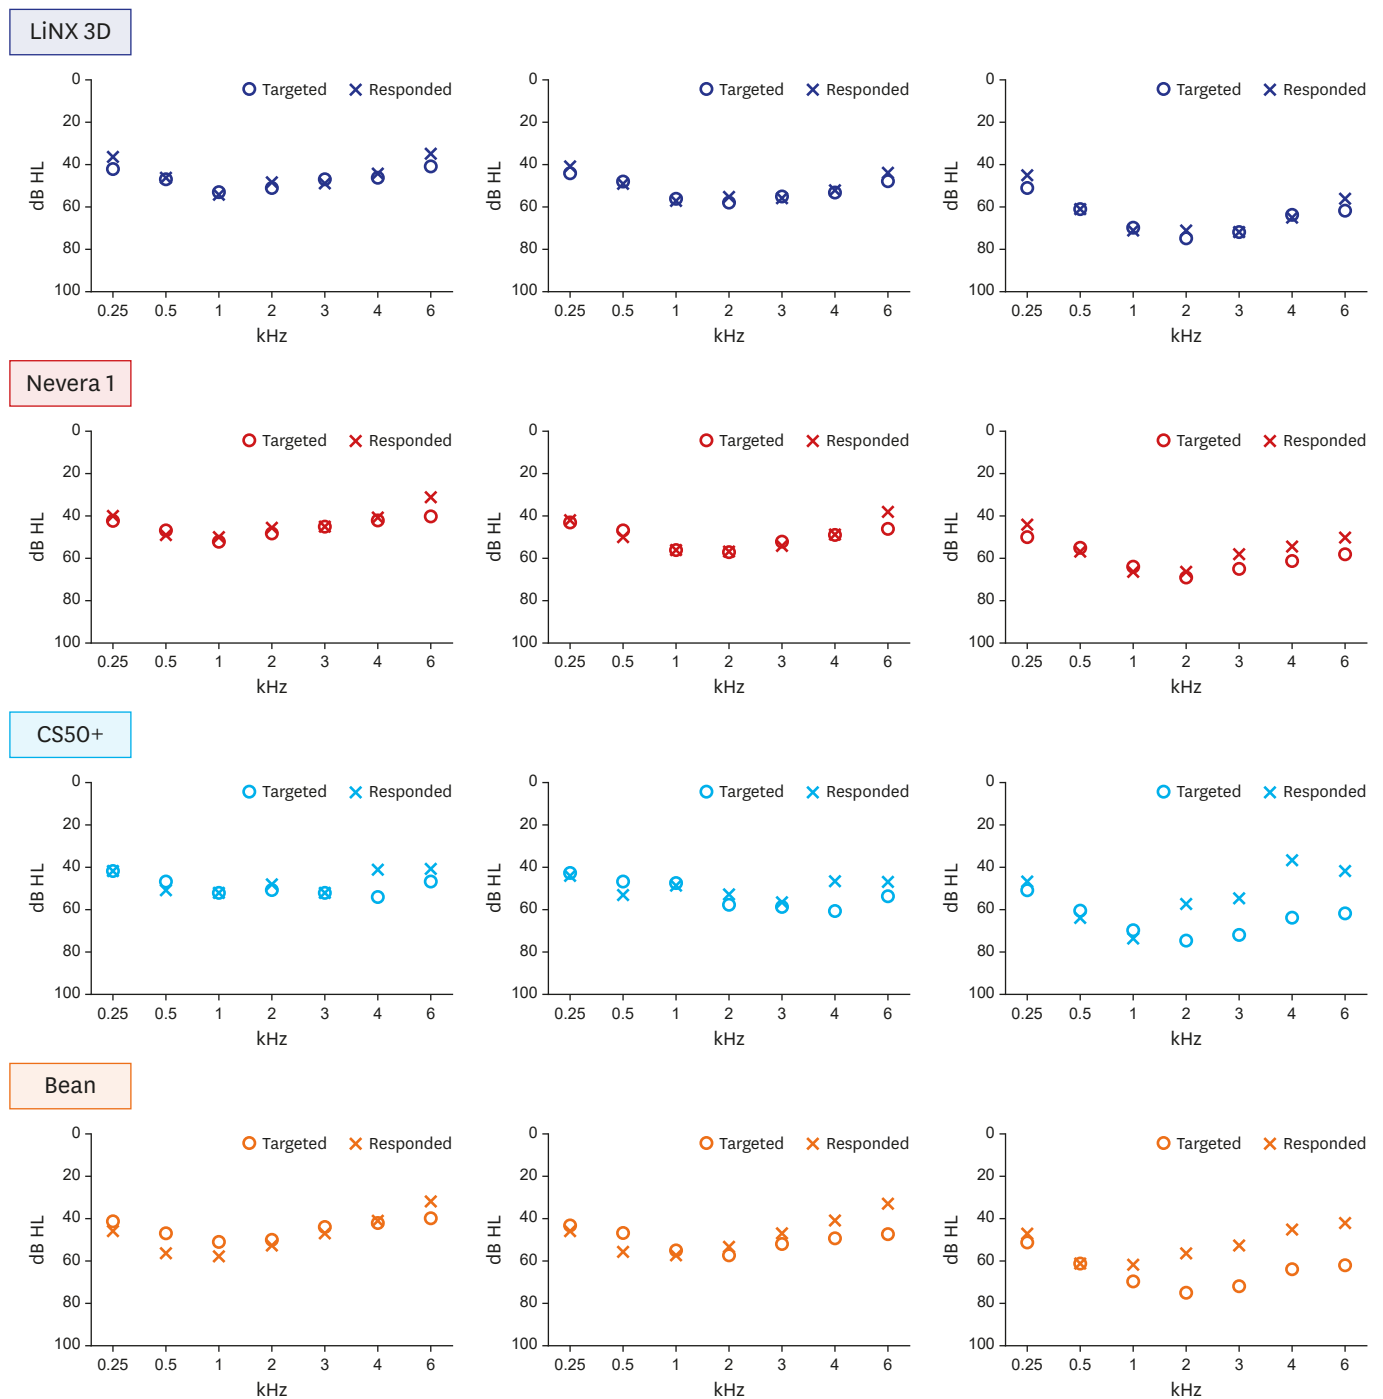 LiNX 3D
Targeted Responded Targeted Responded Targeted Responded
0 0 0
20 20 20
40 40 40
60 60 60
80 80 80
100 100 100
dB HL dB HL dB HL
0.25 0.5 1 2 3 4 6 0.25 0.5 1 2 3 4 6 0.25 0.5 1 2 3 4 6
kHz kHz kHz
Nevera 1
Targeted Responded Targeted Responded Targeted Responded
0 0 0
20 20 20
40 40 40
60 60 60
80 80 80
100 100 100
dB HL dB HL dB HL
0.25 0.5 1 2 3 4 6 0.25 0.5 1 2 3 4 6 0.25 0.5 1 2 3 4 6
kHz kHz kHz
CS50+
Targeted Responded Targeted Responded Targeted Responded
0 0 0
20 20 20
40 40 40
60 60 60
80 80 80
100 100 100
dB HL dB HL dB HL
0.25 0.5 1 2 3 4 6 0.25 0.5 1 2 3 4 6 0.25 0.5 1 2 3 4 6
kHz kHz kHz
Bean
Targeted Responded Targeted Responded Targeted Responded
0 0 0
20 20 20
40 40 40
60 60 60
80 80 80
100 100 100
dB HL dB HL dB HL
0.25 0.5 1 2 3 4 6 0.25 0.5 1 2 3 4 6 0.25 0.5 1 2 3 4 6
kHz kHz kHz